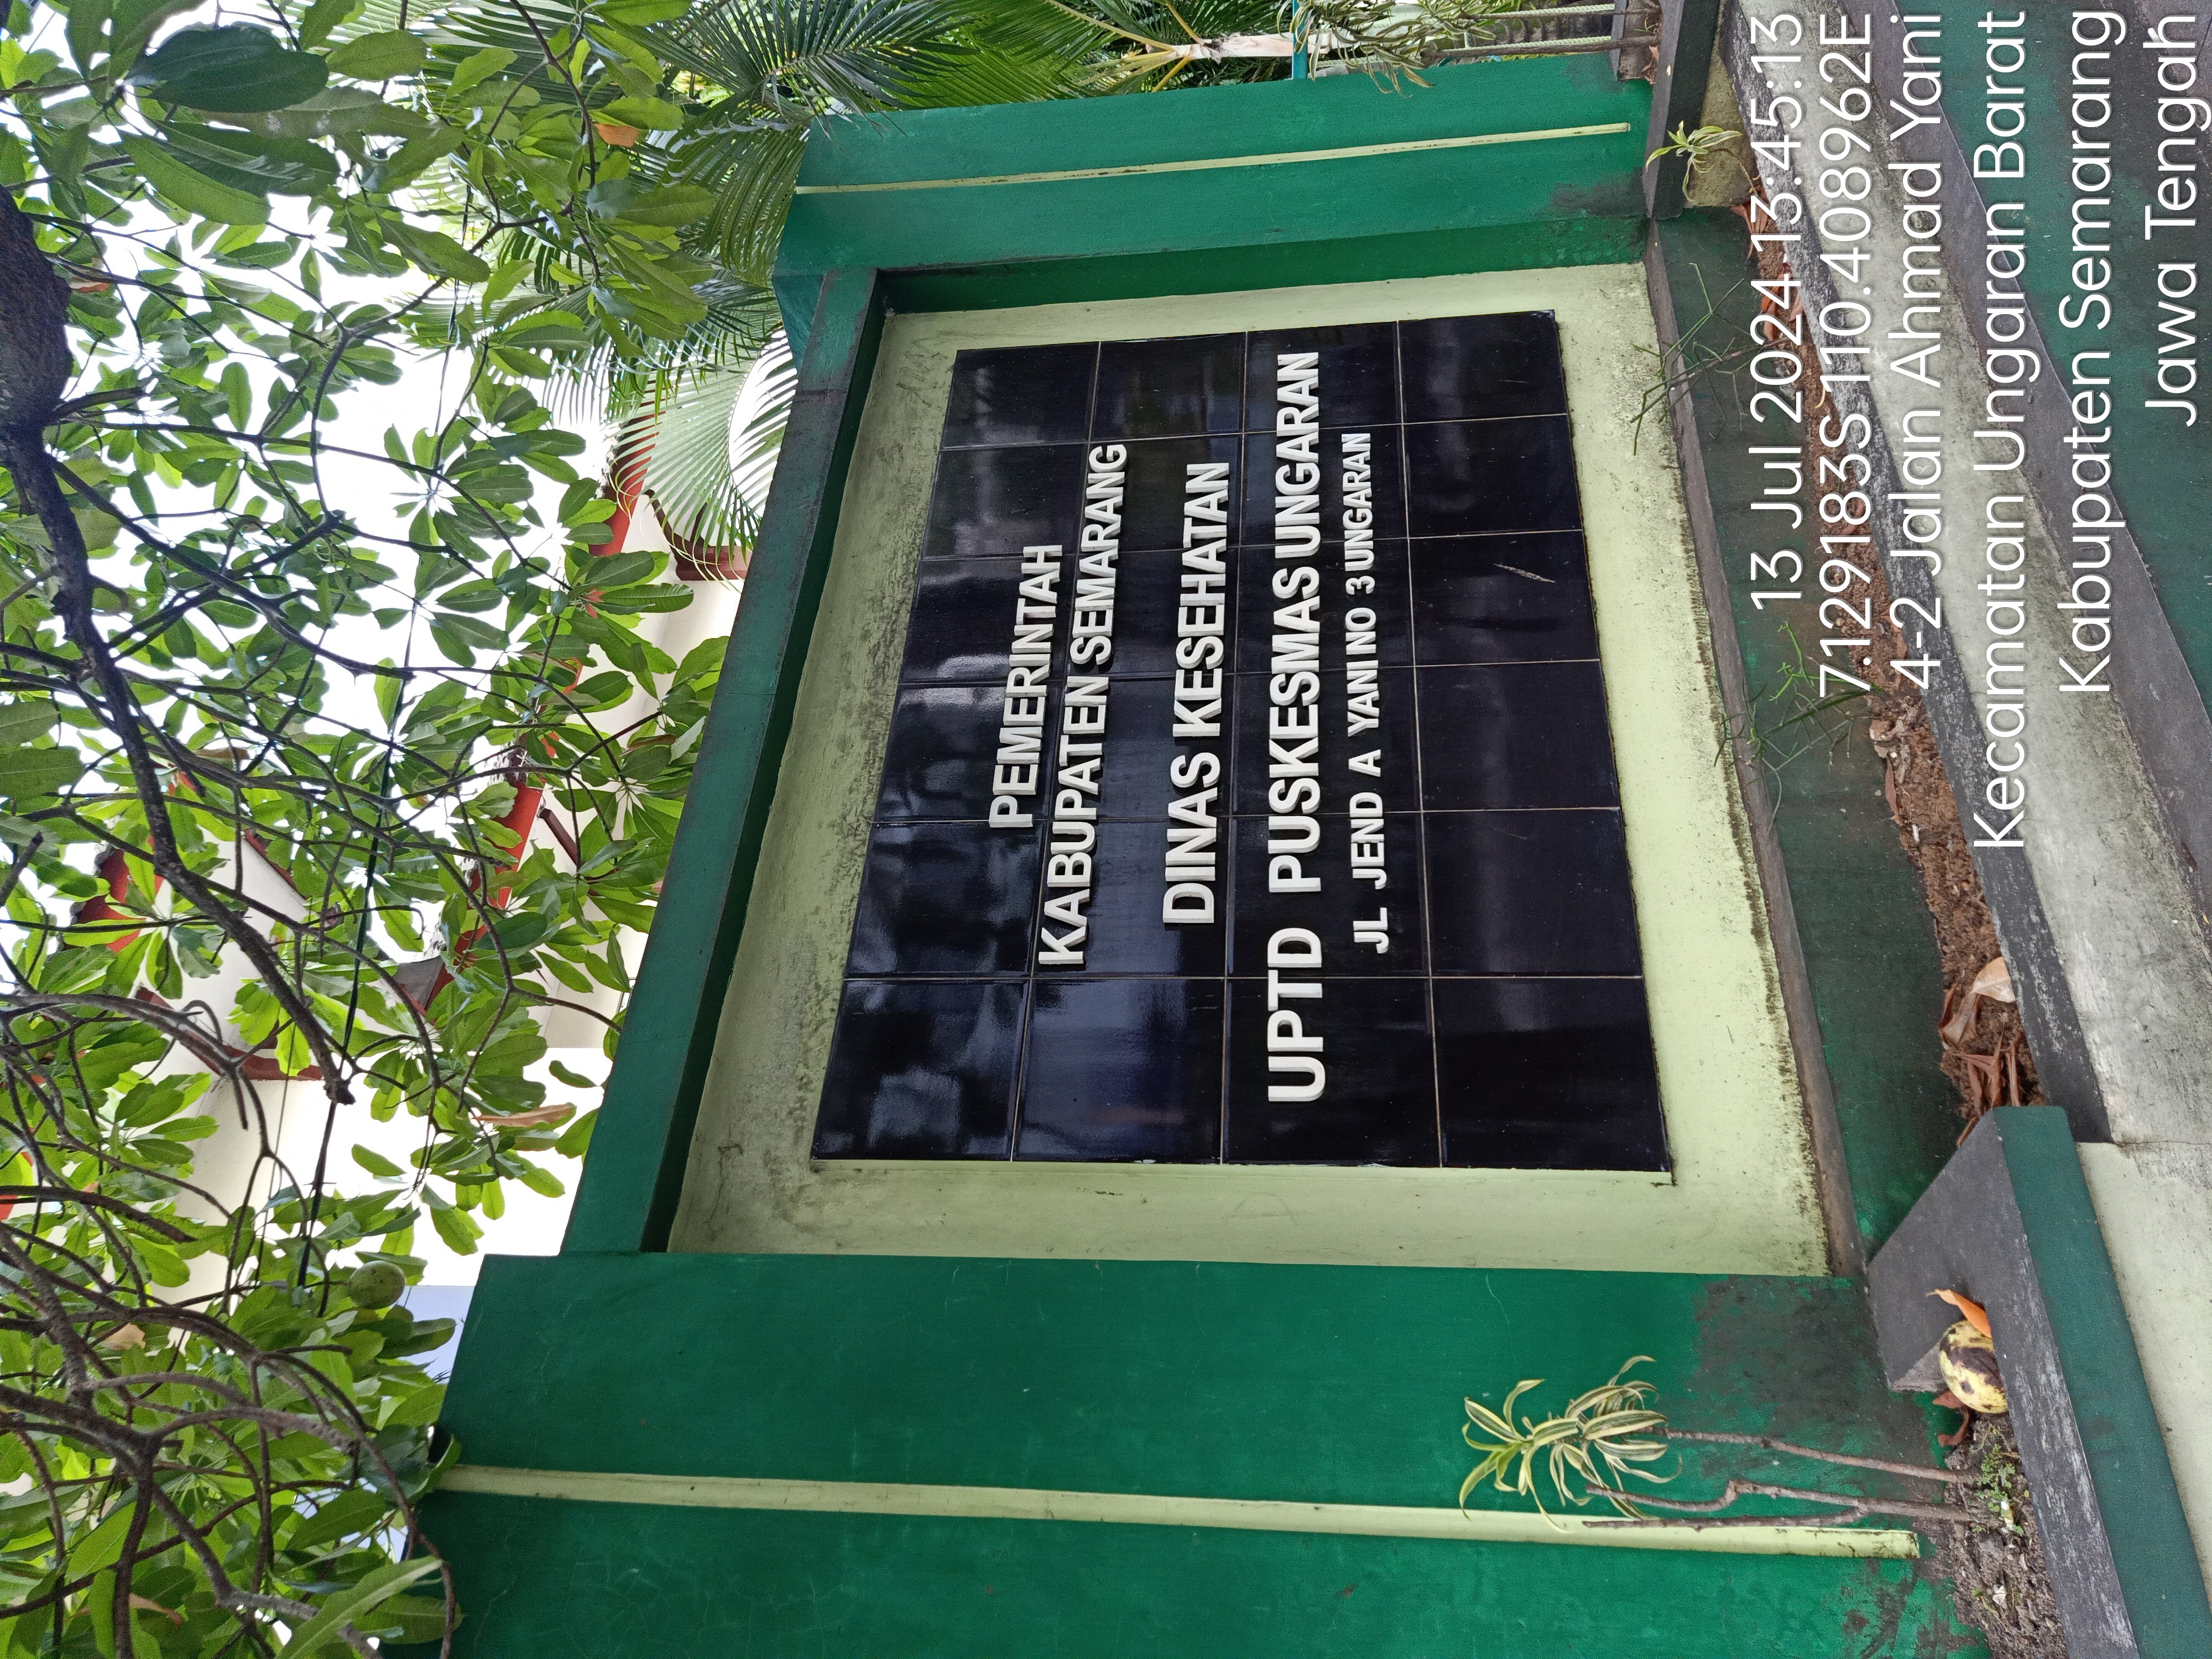 PEMERINTAH
KABUPATEN SEMARANG
DINAS KESEHATAN
UPTD PUSKESMAS UNGARAN
JL JEND A YANI NO 3 UNGARAN
13 Jul 2024 13:45:13
7.129183S 110.408962E
4-2 Jalan Ahmad Yani
Kecamatan Ungaran Barat
Kabupaten Semarang
Jawa Tengah